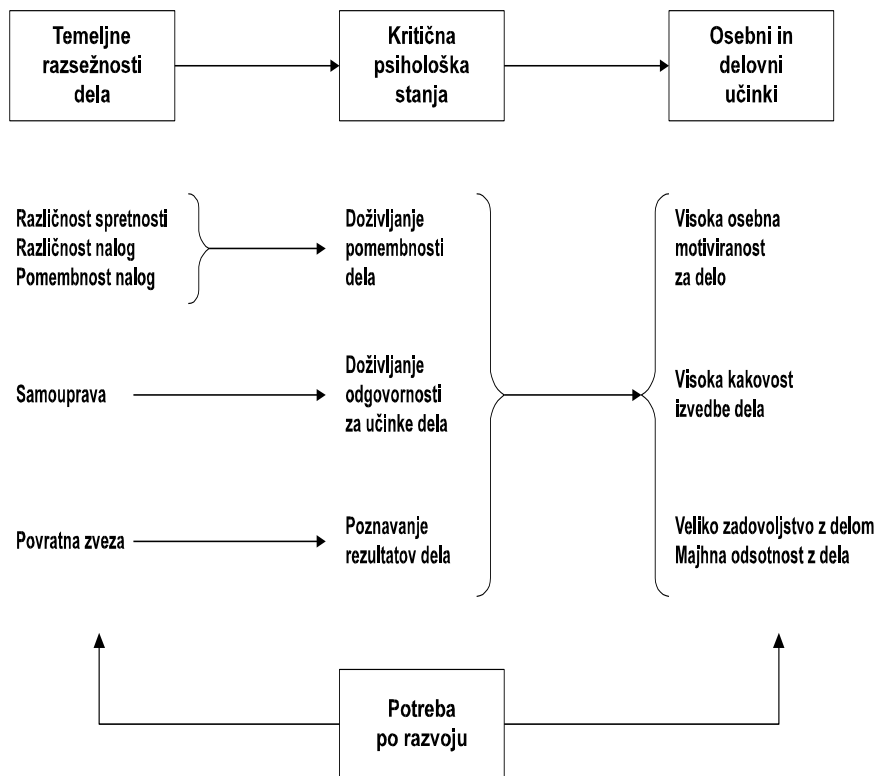 Temeljne
razsežnosti
dela
Kritična
psihološka
stanja
Osebni in
delovni
učinki
Različnost spretnosti
Različnost nalog
Pomembnost nalog
Doživljanje
pomembnosti
dela
Visoka osebna
motiviranost
za delo
Samouprava
Doživljanje
odgovornosti
za učinke dela
Visoka kakovost
izvedbe dela
Povratna zveza
Poznavanje
rezultatov dela
Veliko zadovoljstvo z delom
Majhna odsotnost z dela
Potreba
po razvoju